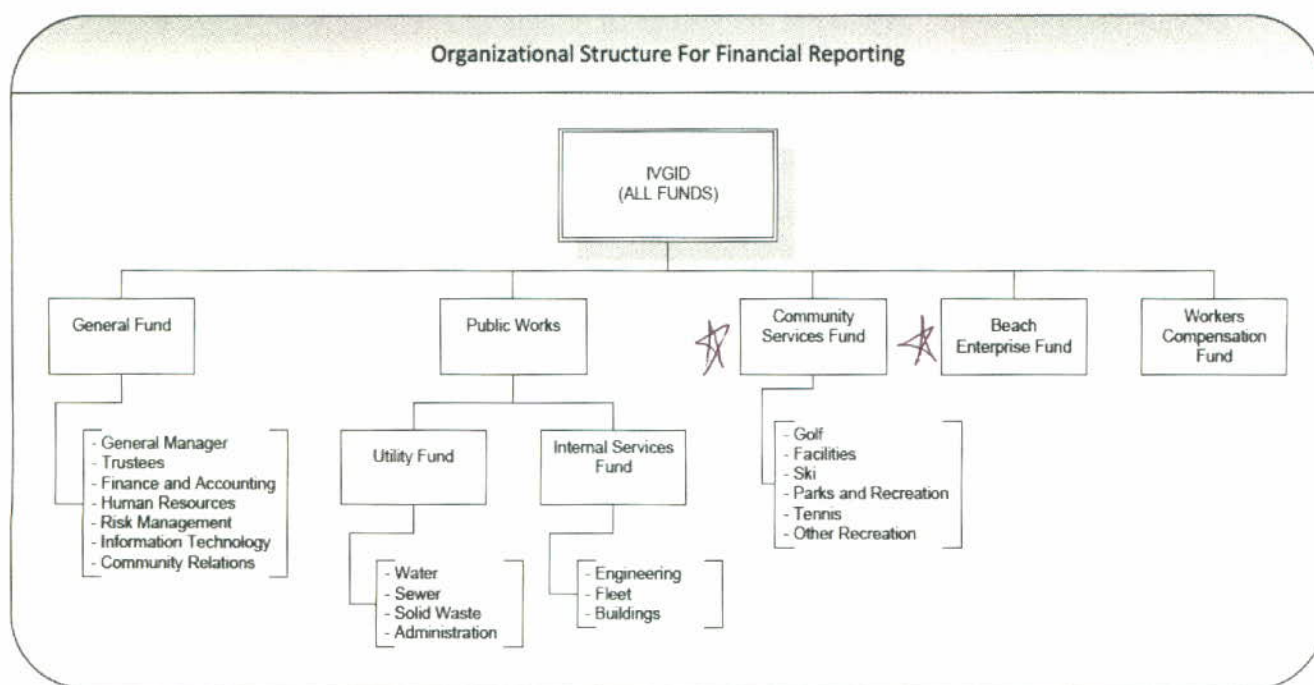 Organizational Structure For Financial Reporting
IVGID
(ALL FUNDS)
General Fund
- General Manager
- Trustees
- Finance and Accounting
- Human Resources
- Risk Management
- Information Technology
- Community Relations
Public Works
Utility Fund
- Water
- Sewer
- Solid Waste
- Administration
Internal Services
Fund
- Engineering
- Fleet
- Buildings
Community
Services Fund
- Golf
- Facilities
- Ski
- Parks and Recreation
- Tennis
- Other Recreation
Beach
Enterprise Fund
Workers
Compensation
Fund